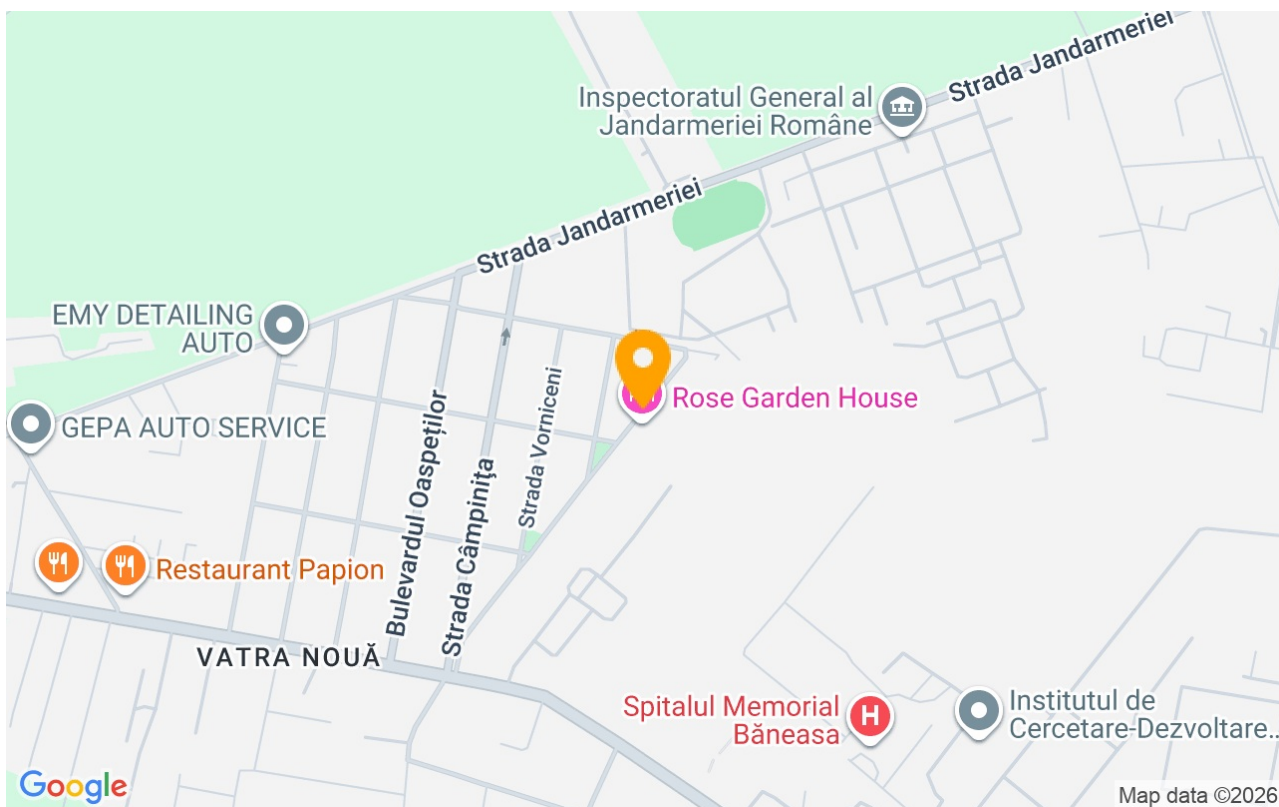 Strada Jandarmeriei
Inspectoratul General al
Jandarmeriei Române
Strada Jandarmeriei
EMY DETAILING
AUTO
Rose Garden House
GEPA AUTO SERVICE
Bulevardul Oaspeților
Strada Câmpinița
Strada Vorniceni
Restaurant Papion
VATRA NOUĂ
Spitalul Memorial
Băneasa
H
Institutul de
Cercetare-Dezvoltare...
Google
Map data ©2026